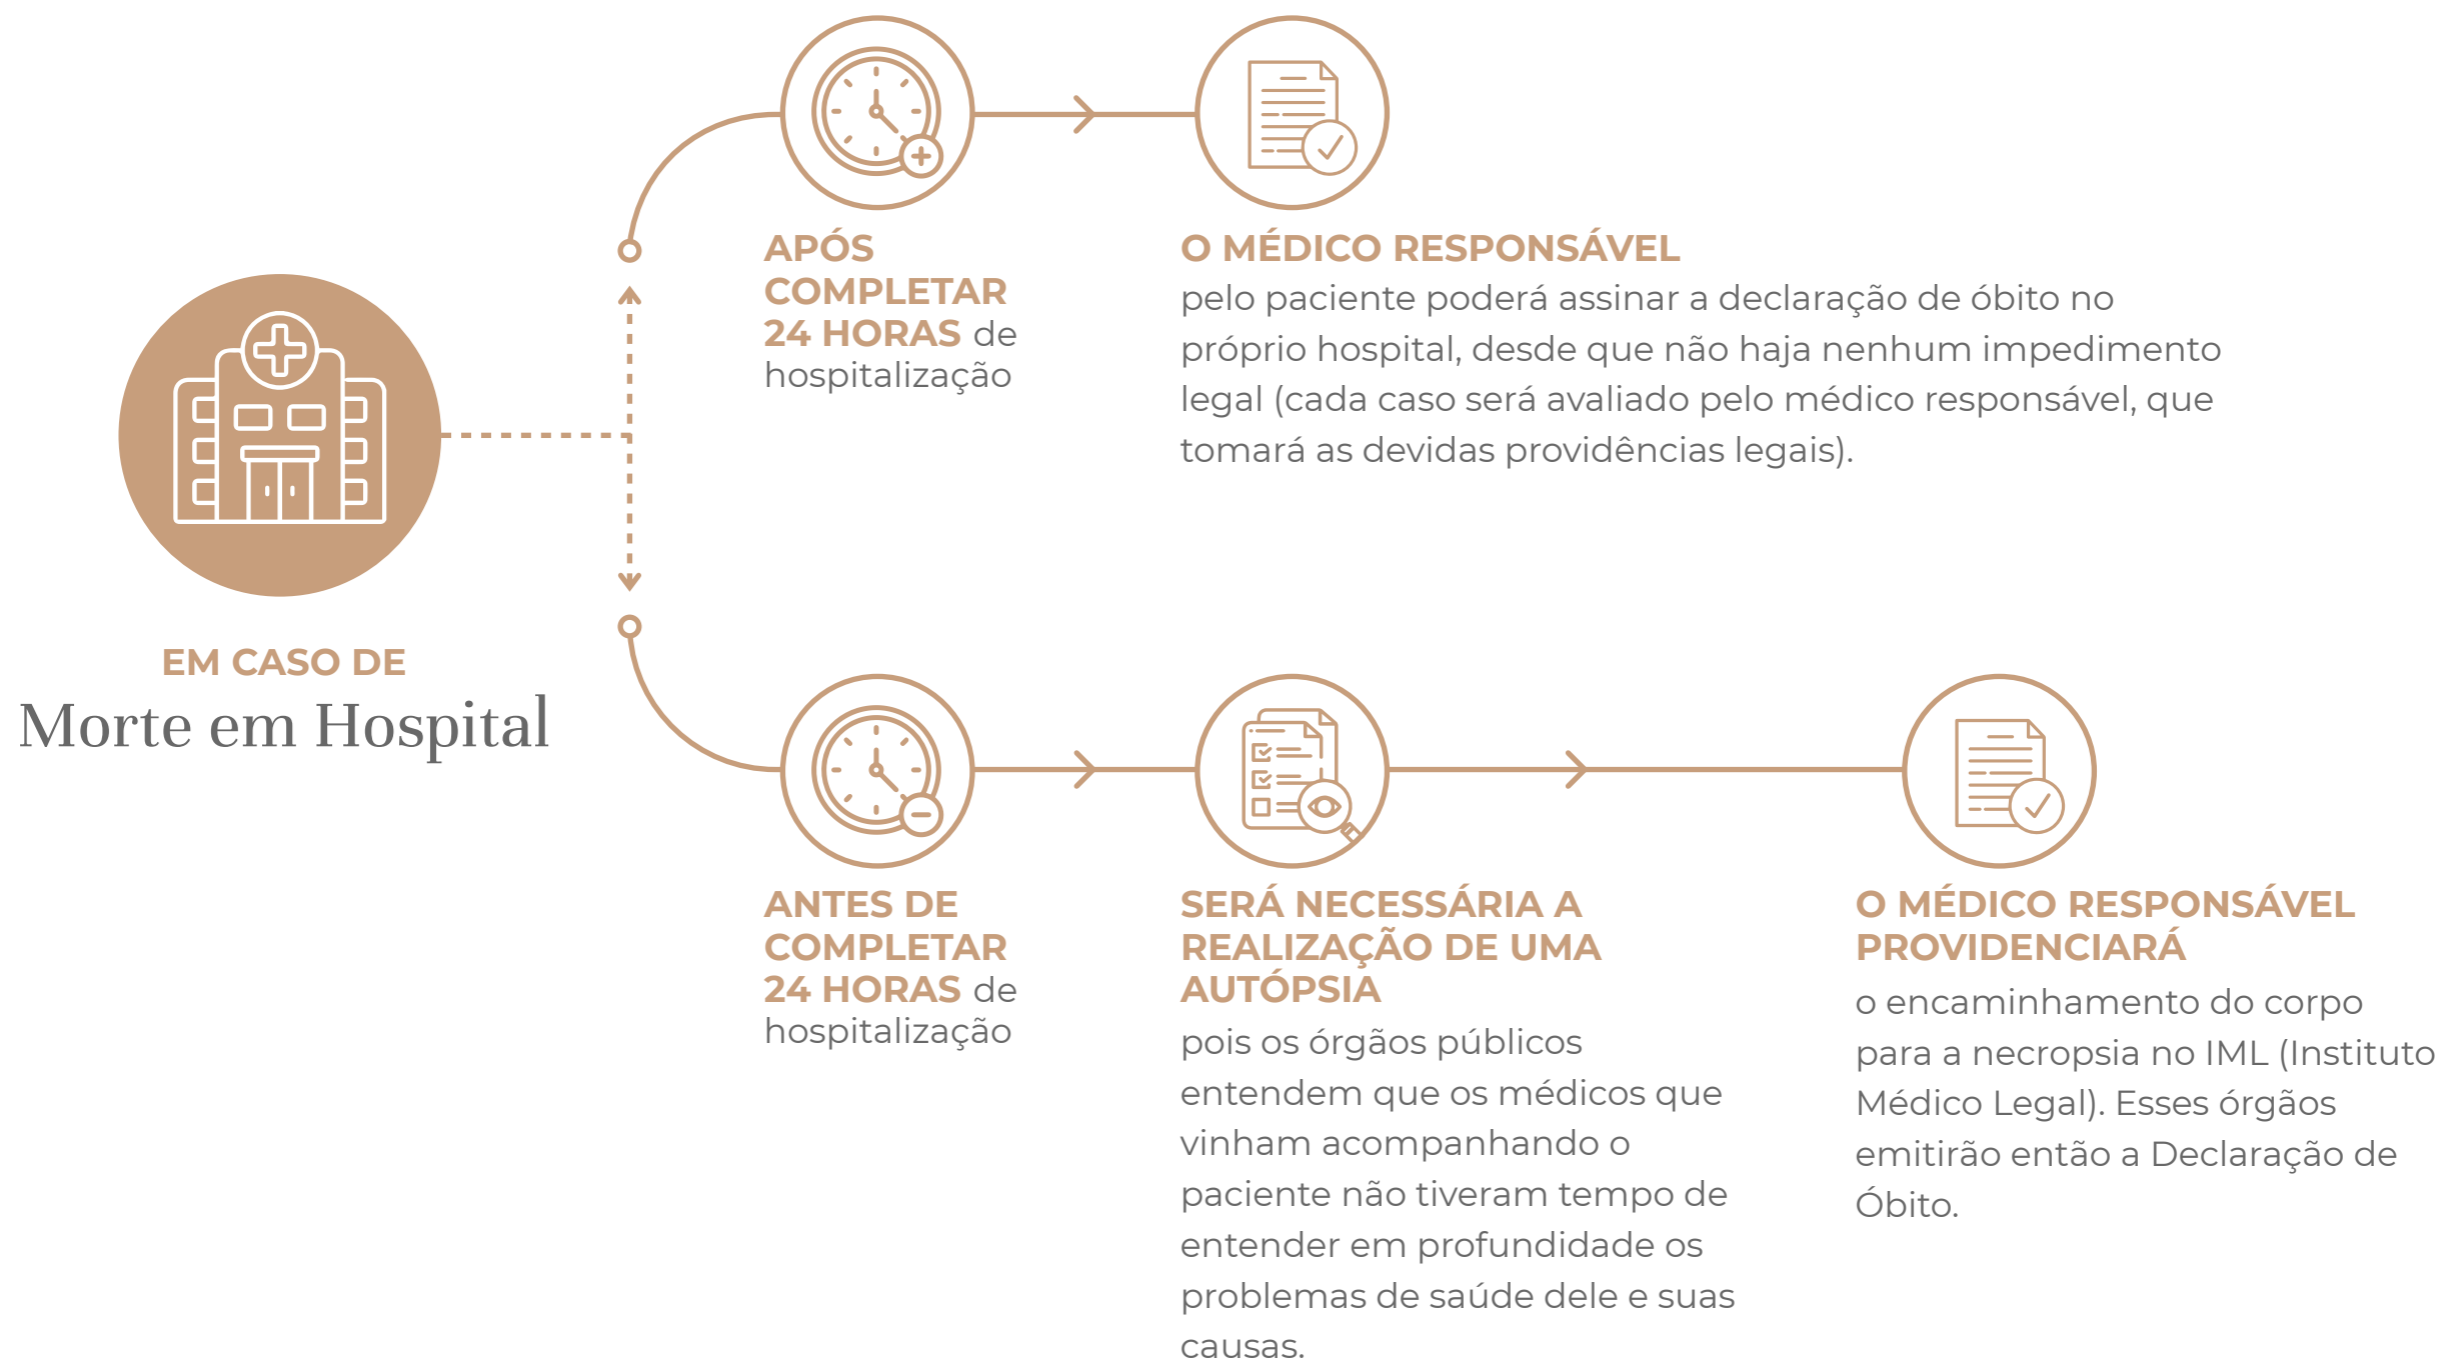 EM CASO DE
Morte em Hospital
APÓS
COMPLETAR
24 HORAS de
hospitalização
O MÉDICO RESPONSÁVEL
pelo paciente poderá assinar a declaração de óbito no
próprio hospital, desde que não haja nenhum impedimento
legal (cada caso será avaliado pelo médico responsável, que
tomará as devidas providências legais).
ANTES DE
COMPLETAR
24 HORAS de
hospitalização
SERÁ NECESSÁRIA A
REALIZAÇÃO DE UMA
AUTÓPSIA
pois os órgãos públicos
entendem que os médicos que
vinham acompanhando o
paciente não tiveram tempo de
entender em profundidade os
problemas de saúde dele e suas
causas.
O MÉDICO RESPONSÁVEL
PROVIDENCIARÁ
o encaminhamento do corpo
para a necropsia no IML (Instituto
Médico Legal). Esses órgãos
emitirão então a Declaração de
Óbito.